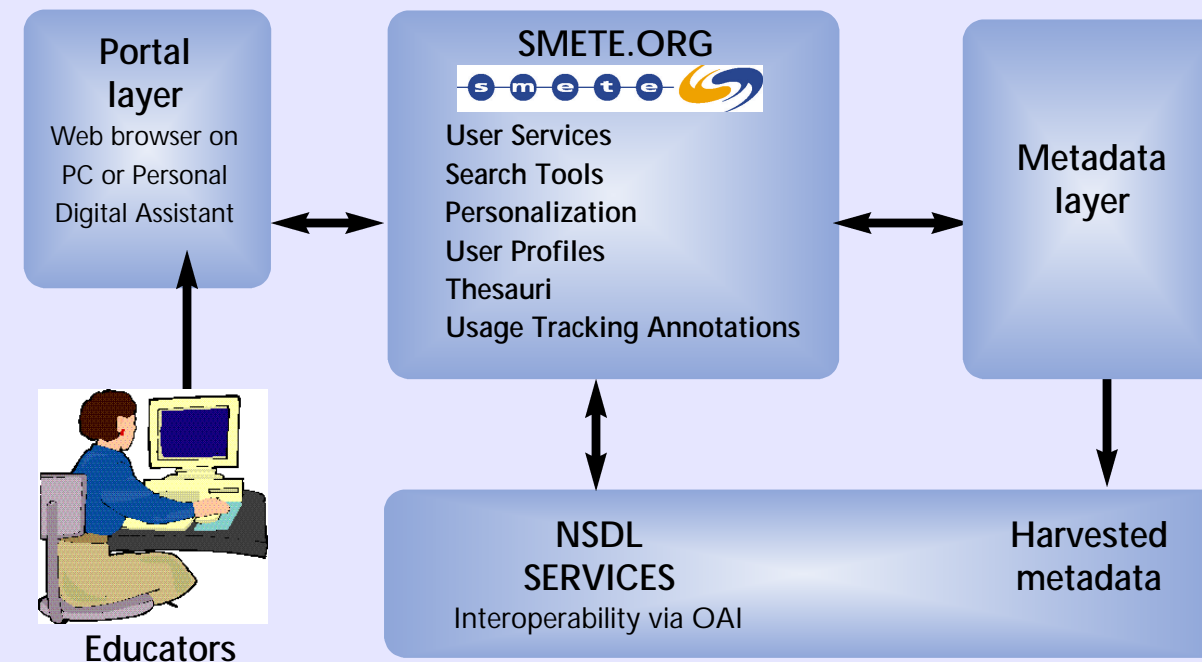 Portal
layer
Web browser on
PC or Personal
Digital Assistant
SMETE.ORG
smete
User Services
Search Tools
Personalization
User Profiles
Thesauri
Usage Tracking Annotations
Metadata
layer
Educators
NSDL
SERVICES
Interoperability via OAI
Harvested
metadata